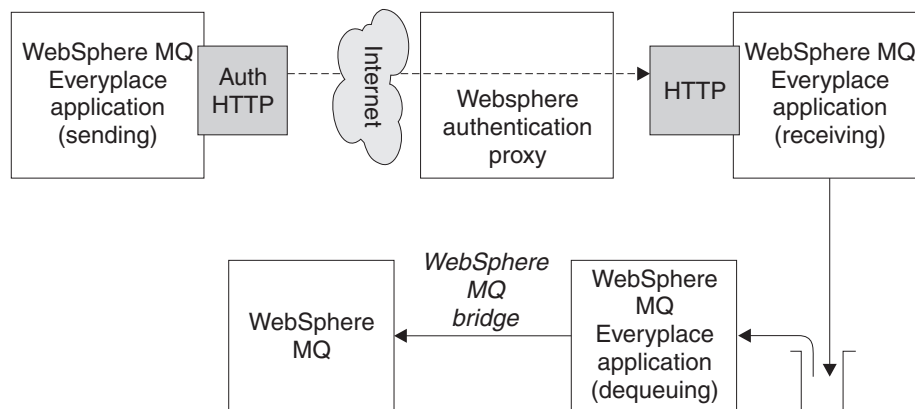 WebSphere MQ
Everyplace
application
(sending)
Auth
HTTP
Internet
Websphere
authentication
proxy
HTTP
WebSphere MQ
Everyplace
application
(receiving)
WebSphere
MQ
WebSphere
MQ
bridge
WebSphere
MQ
Everyplace
application
(dequeuing)